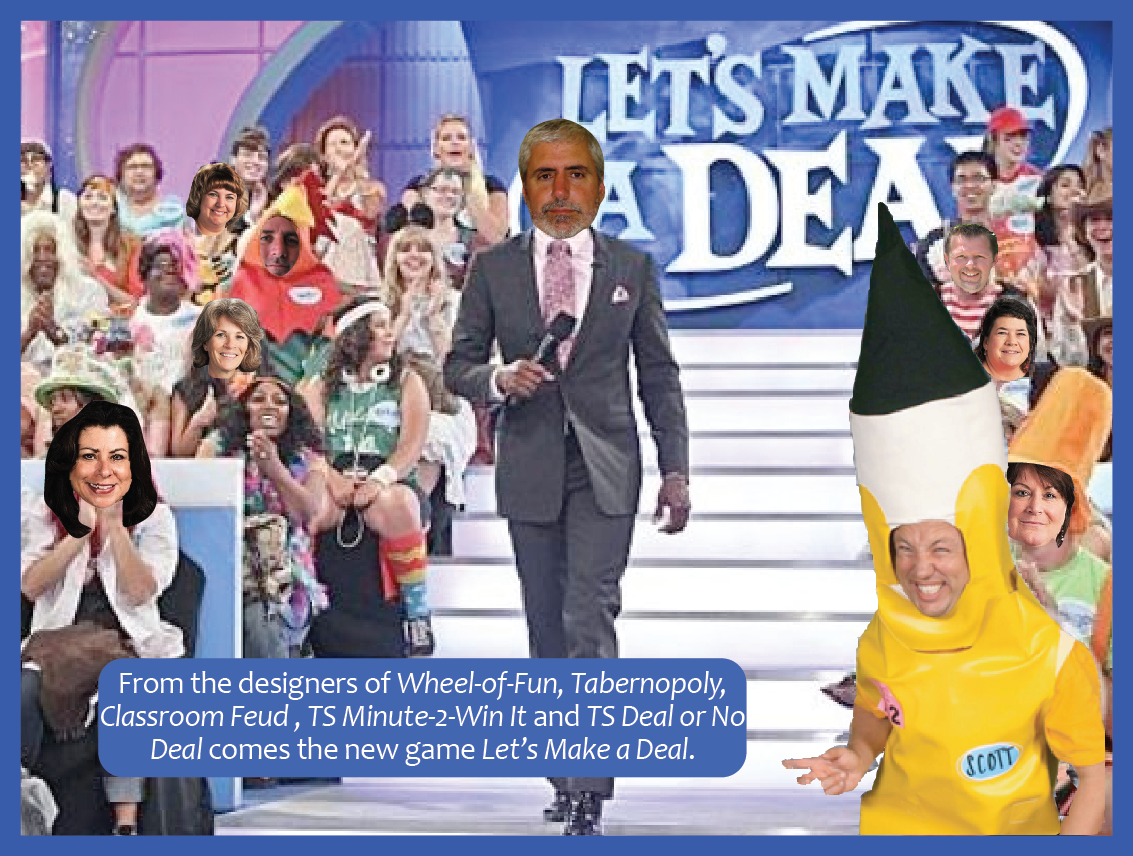 LET'S MAKE
A DEA
2
SCOTT
From the designers of Wheel-of-Fun, Tabernopoly,
Classroom Feud , TS Minute-2-Win It and TS Deal or No
Deal comes the new game Let’s Make a Deal.